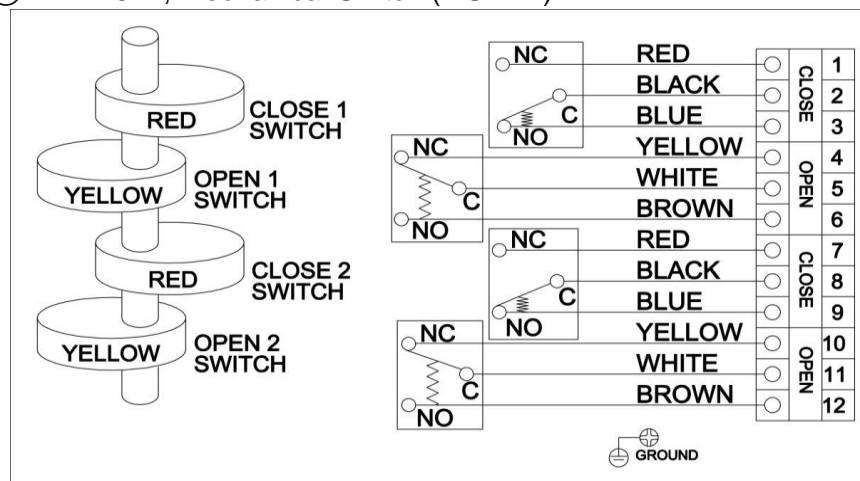 RED
CLOSE 1
SWITCH
YELLOW
OPEN 1
SWITCH
RED
CLOSE 2
SWITCH
YELLOW
OPEN 2
SWITCH
NC RED 1
BLACK 2
C
NO BLUE 3
CLOSE
NC YELLOW 4
WHITE 5
C
NO BROWN 6
OPEN
NC RED 7
BLACK 8
C
NO BLUE 9
CLOSE
NC YELLOW 10
WHITE 11
C
NO BROWN 12
OPEN
GROUND